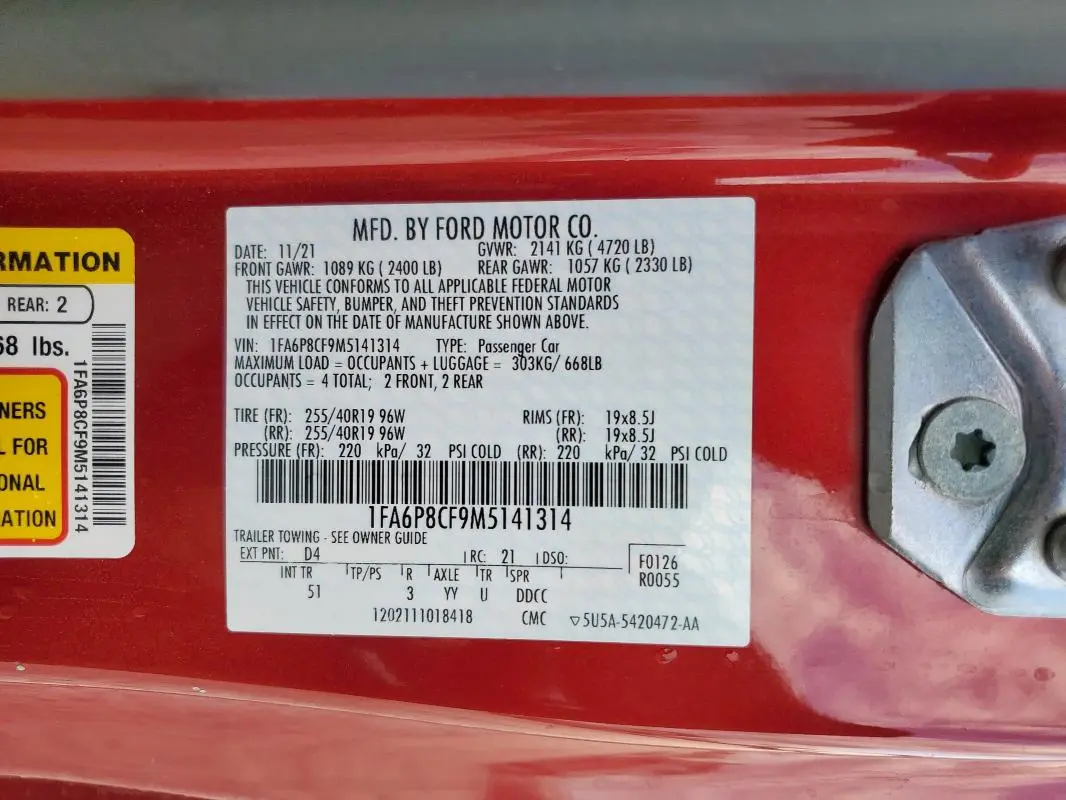 RMATION
REAR: 2
68 lbs.
NERS
L FOR
ONAL
ATION
1FA6P8CF9M5141314
MFD. BY FORD MOTOR CO.
DATE: 11/21 GVWR: 2141 KG ( 4720 LB)
FRONT GAWR: 1089 KG ( 2400 LB) REAR GAWR: 1057 KG ( 2330 LB)
THIS VEHICLE CONFORMS TO ALL APPLICABLE FEDERAL MOTOR
VEHICLE SAFETY, BUMPER, AND THEFT PREVENTION STANDARDS
IN EFFECT ON THE DATE OF MANUFACTURE SHOWN ABOVE.
VIN: 1FA6P8CF9M5141314 TYPE: Passenger Car
MAXIMUM LOAD = OCCUPANTS + LUGGAGE = 303KG/ 668LB
OCCUPANTS = 4 TOTAL; 2 FRONT, 2 REAR
TIRE (FR): 255/40R19 96W RIMS (FR): 19x8.5J
(RR): 255/40R19 96W (RR): 19x8.5J
PRESSURE (FR): 220 kPa/ 32 PSI COLD (RR): 220 kPa/ 32 PSI COLD
1FA6P8CF9M5141314
TRAILER TOWING - SEE OWNER GUIDE
EXT PNT: D4 RC: 21 DSO: F0126
INT TR TP/PS R AXLE TR SPR R0055
51 3 YY U DDCC
1202111018418 CMC ▽5U5A-5420472-AA